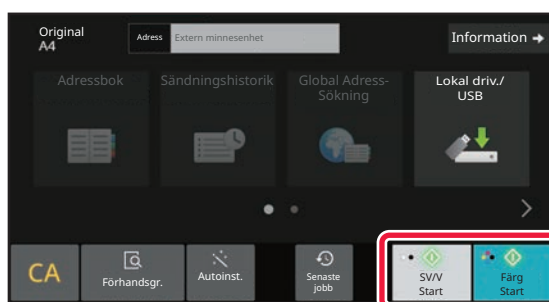 Original
A4
Adress
Extern minnesenhet
Information
Adressbok
Sändningshistorik
Global Adress-
Sökning
Lokal driv./
USB
CA
Förhandsgr.
Autoinst.
Senaste
jobb
SV/V
Start
Färg
Start